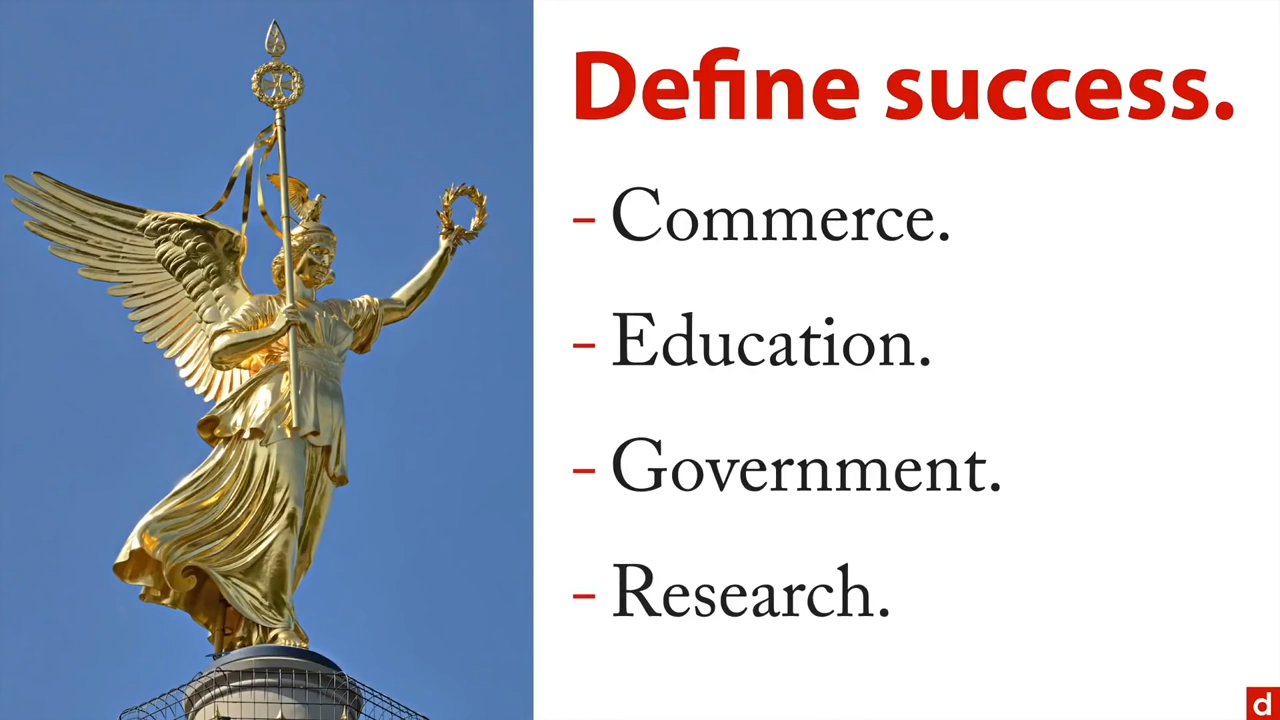 Define success.
– Commerce.
– Education.
– Government.
– Research.
d